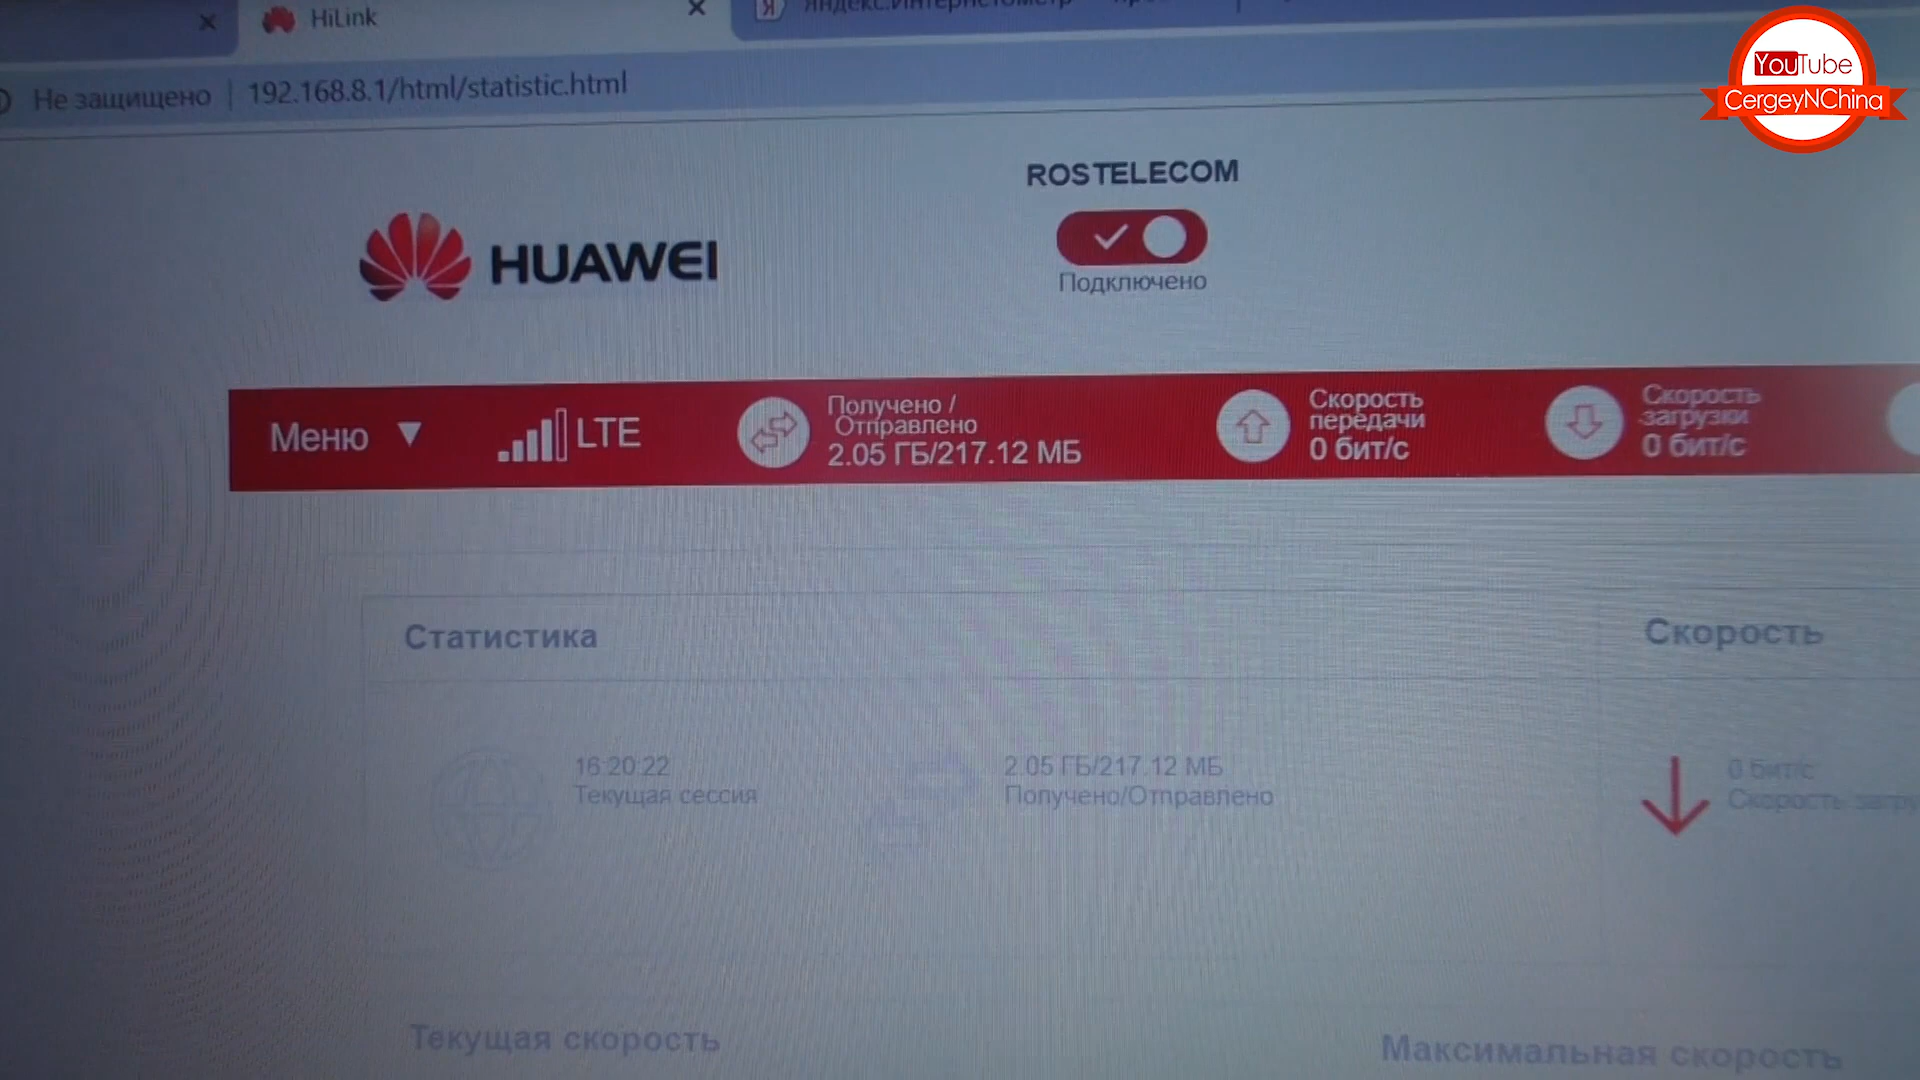 HiLink
Не защищено | 192.168.8.1/html/statistic.html
YouTube
CergeyNChina
ROSTELECOM
HUAWEI
Подключено
Меню
LTE
Получено /
Отправлено
2.05 ГБ/217.12 МБ
Скорость
передачи
0 бит/с
Скорость
загрузки
0 бит/с
Статистика
Скорость
16:20:22
Текущая сессия
2.05 ГБ/217.12 МБ
Получено/Отправлено
0 бит/с
Скорость
Текущая скорость
Максимальная скорость